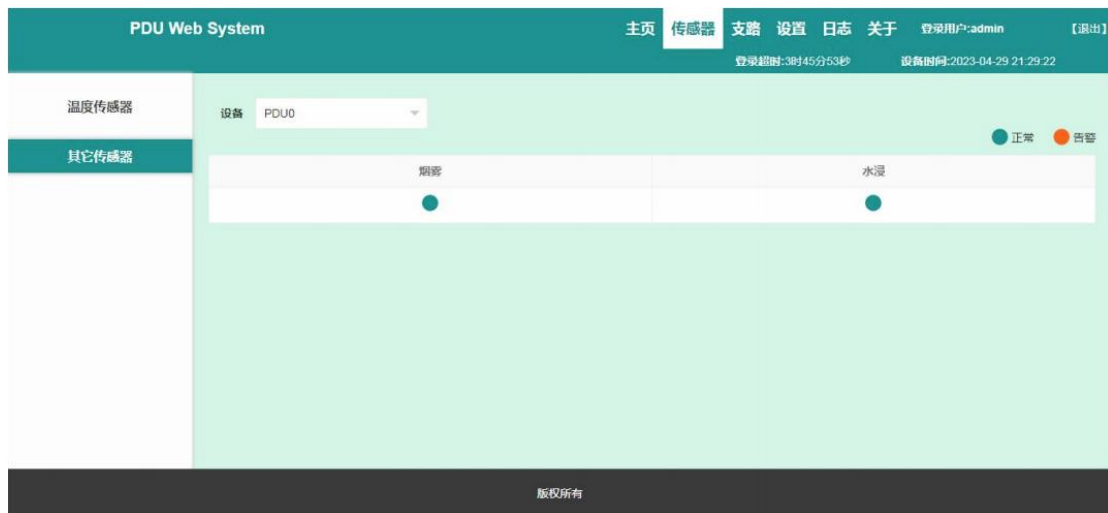 PDU Web System 主页 传感器 支路 设置 日志 关于 登录用户:admin 【退出】
登录超时:3时45分53秒 设备时间:2023-04-29 21:29:22
温度传感器
其它传感器
设备 PDU0
正常 告警
烟雾 水浸
版权所有